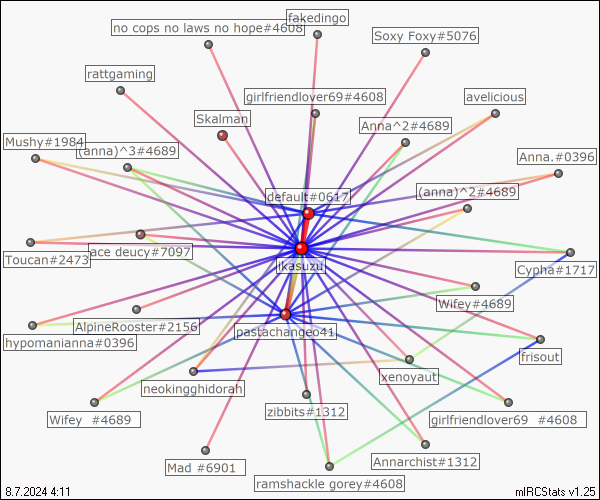 fakedingo
no cops no laws no hope#4608
Soxy Foxy#5076
rattgaming
girlfriendlover69#4608
avelicious
Skalman
Anna^2#4689
Mushy#1984
(anna)^3#4689
Anna.#0396
default#0617
(anna)^2#4689
Toucan#2473
ace deucy#7097
ikasuzu
Cypha#1717
Wifey#4689
AlpineRooster#2156
pastachangeo41
hypomanianna#0396
frisout
neokingghidorah
xenoyaut
zibbits#1312
Wifey #4689
girlfriendlover69 #4608
Mad #6901
Annarchist#1312
ramshackle gorey#4608
8.7.2024 4:11
mIRCStats v1.25